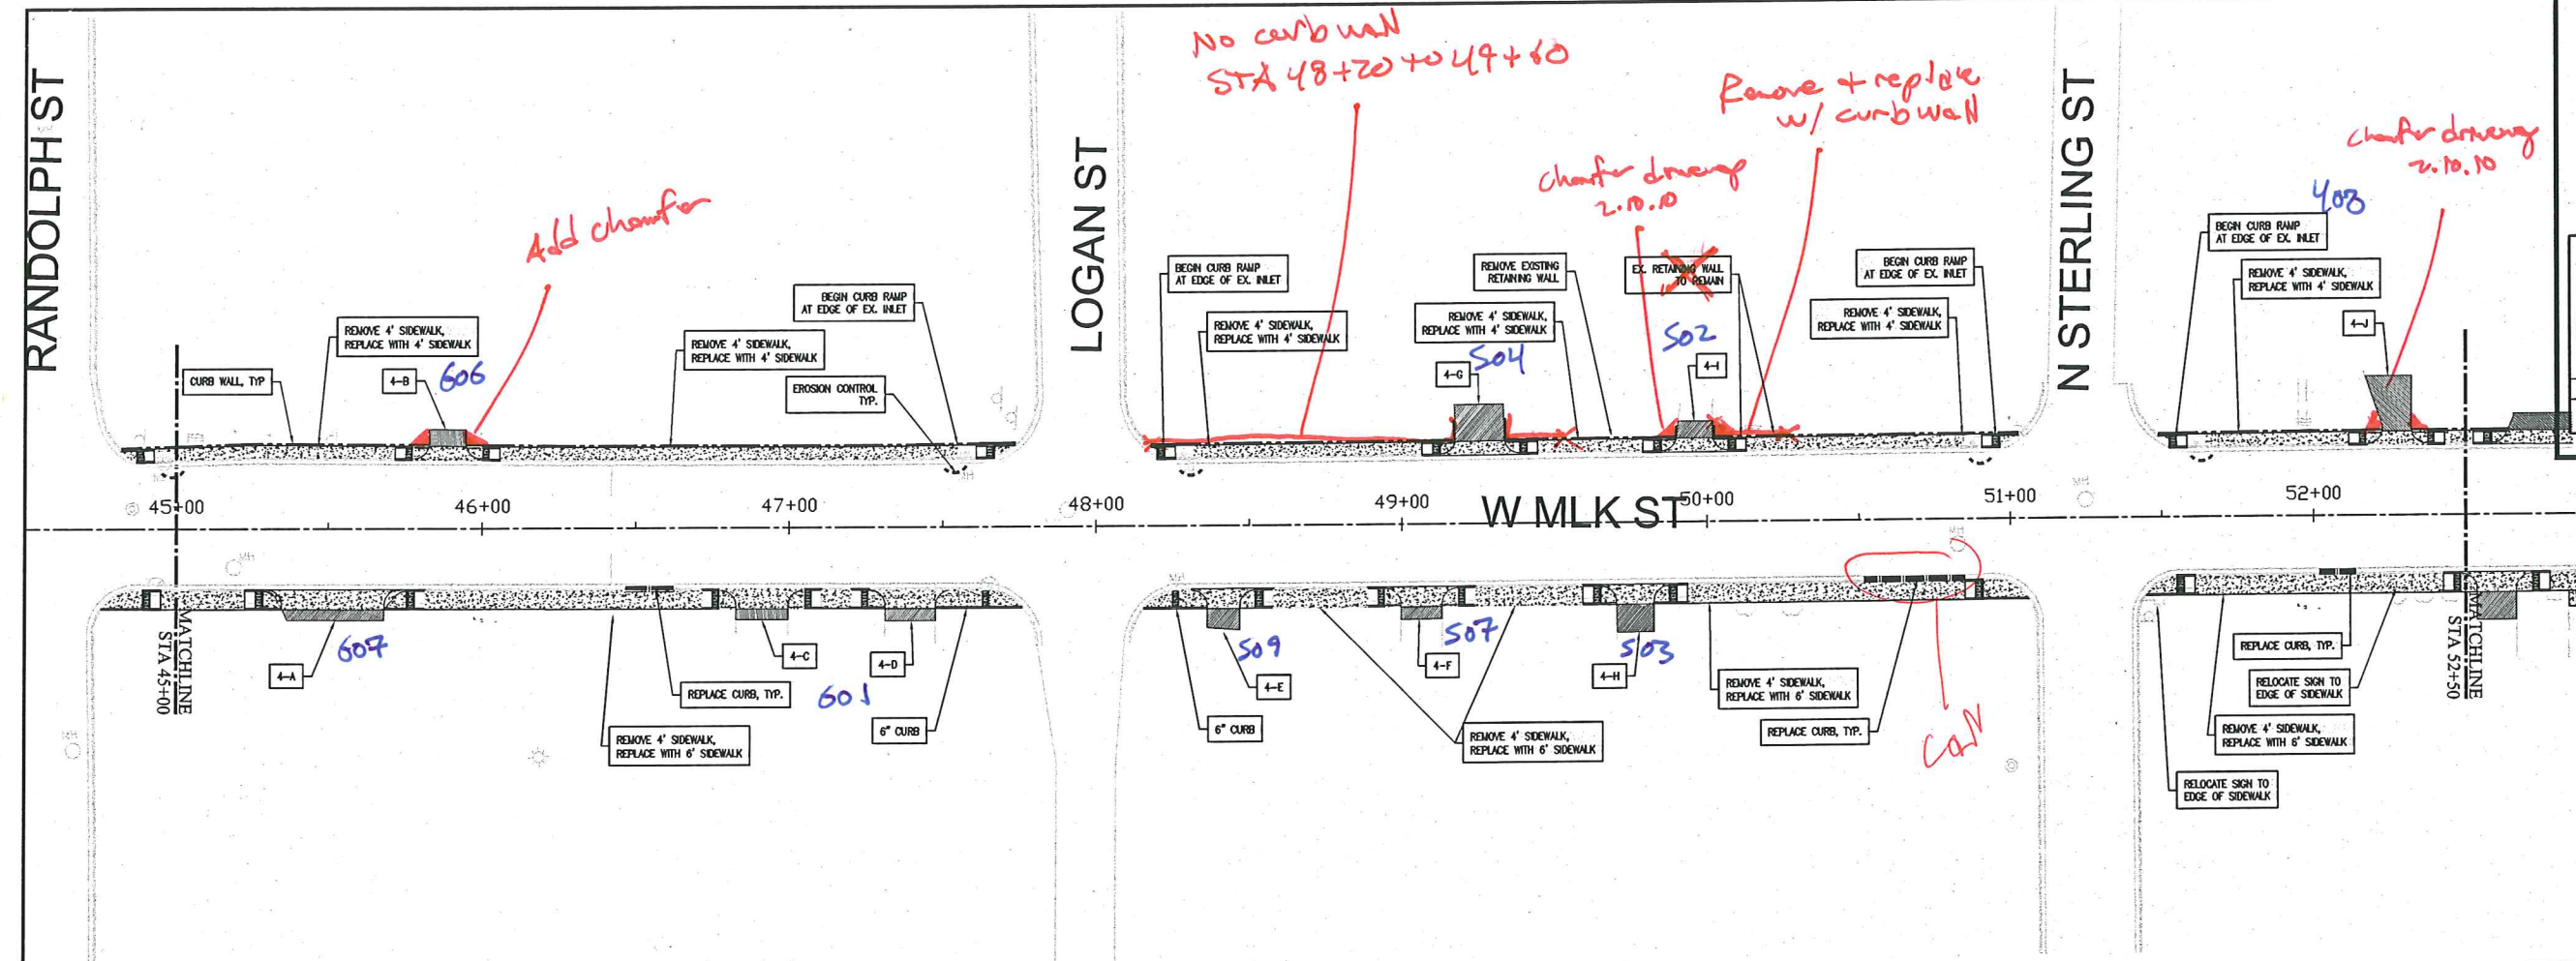 RANDOLPH ST
LOGAN ST
N STERLING ST
No curb wall
STA 48+20 to 49+60
Remove + replace
w/ curb wall
chamfer driveway
2.10.10
chamfer driveway
2.10.10
Add chamfer
408
BEGIN CURB RAMP
AT EDGE OF EX. INLET
REMOVE 4' SIDEWALK,
REPLACE WITH 4' SIDEWALK
4-J
BEGIN CURB RAMP
AT EDGE OF EX. INLET
REMOVE 4' SIDEWALK,
REPLACE WITH 4' SIDEWALK
CURB WALL, TYP
4-B
606
REMOVE 4' SIDEWALK,
REPLACE WITH 4' SIDEWALK
EROSION CONTROL
TYP.
BEGIN CURB RAMP
AT EDGE OF EX. INLET
REMOVE 4' SIDEWALK,
REPLACE WITH 4' SIDEWALK
REMOVE EXISTING
RETAINING WALL
REMOVE 4' SIDEWALK,
REPLACE WITH 4' SIDEWALK
504
4-G
EX. RETAINING WALL
TO REMAIN
502
4-I
BEGIN CURB RAMP
AT EDGE OF EX. INLET
REMOVE 4' SIDEWALK,
REPLACE WITH 4' SIDEWALK
45+00
46+00
47+00
48+00
49+00
W MLK ST
50+00
51+00
52+00
MH
MH
MH
MH
MH
MATCHLINE
STA 45+00
4-A
607
REMOVE 4' SIDEWALK,
REPLACE WITH 6' SIDEWALK
REPLACE CURB, TYP.
4-C
601
4-D
6" CURB
6" CURB
509
4-E
507
4-F
REMOVE 4' SIDEWALK,
REPLACE WITH 6' SIDEWALK
503
4-H
REMOVE 4' SIDEWALK,
REPLACE WITH 6' SIDEWALK
REPLACE CURB, TYP.
REPLACE CURB, TYP.
RELOCATE SIGN TO
EDGE OF SIDEWALK
REMOVE 4' SIDEWALK,
REPLACE WITH 6' SIDEWALK
RELOCATE SIGN TO
EDGE OF SIDEWALK
MATCHLINE
STA 52+50